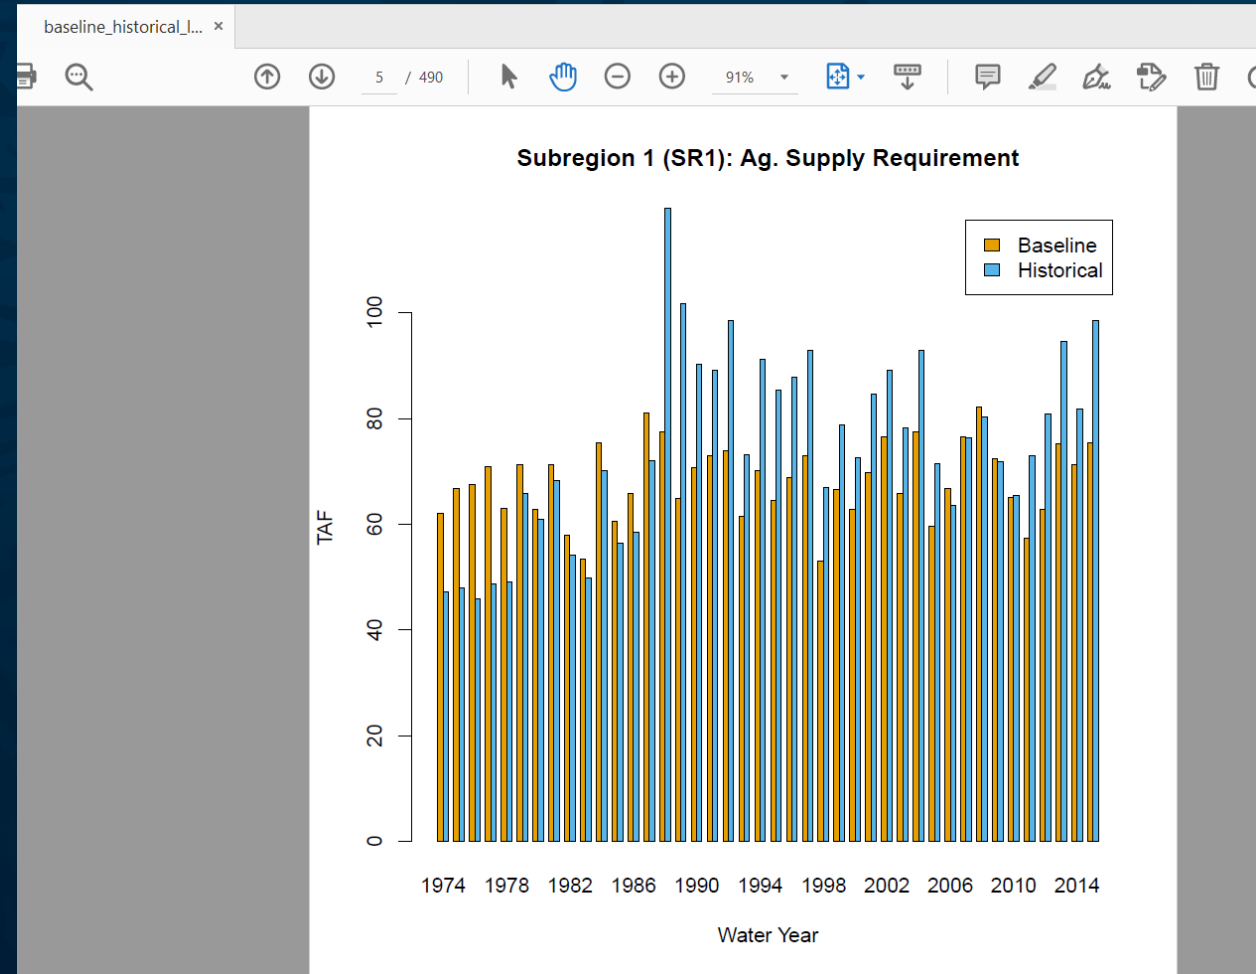 baseline_historical_l... ×
5 / 490
91%
Subregion 1 (SR1): Ag. Supply Requirement
Baseline
Historical
100
80
60
40
20
0
TAF
1974 1978 1982 1986 1990 1994 1998 2002 2006 2010 2014
Water Year